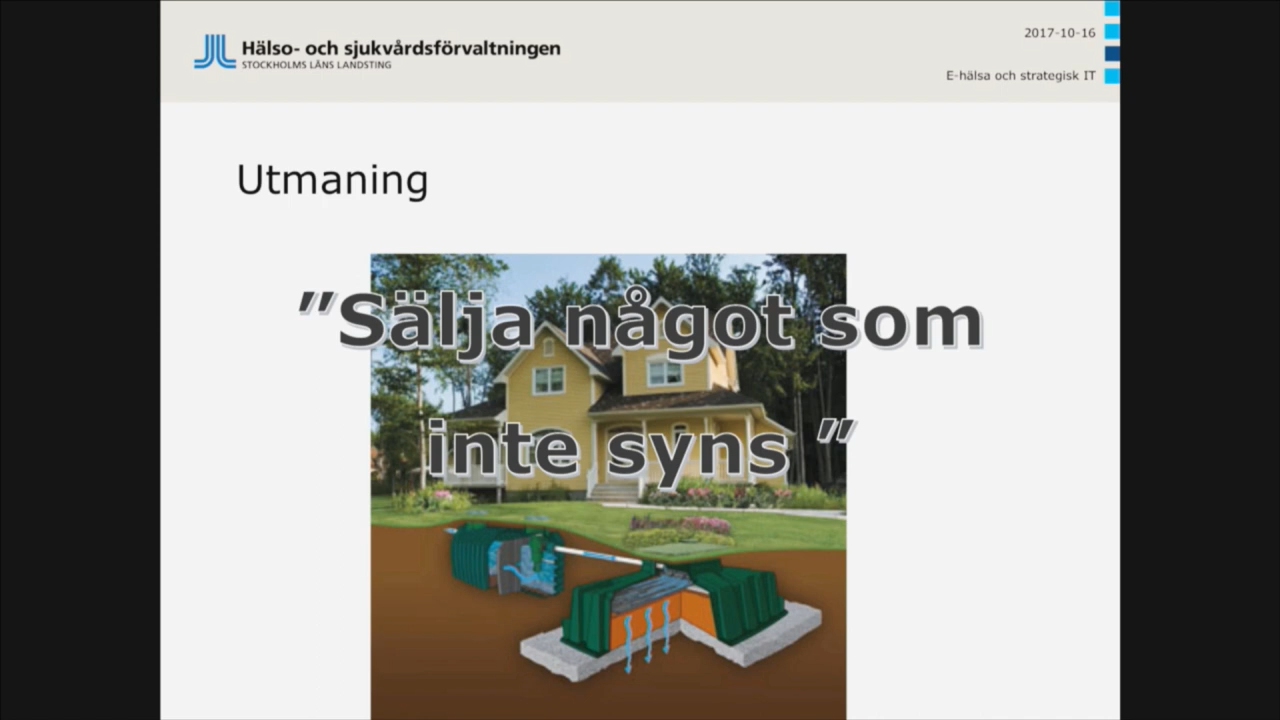 Hälso- och sjukvårdsförvaltningen
STOCKHOLMS LÄNS LANDSTING
2017-10-16
E-hälsa och strategisk IT
Utmaning
”Sälja något som
inte syns ”